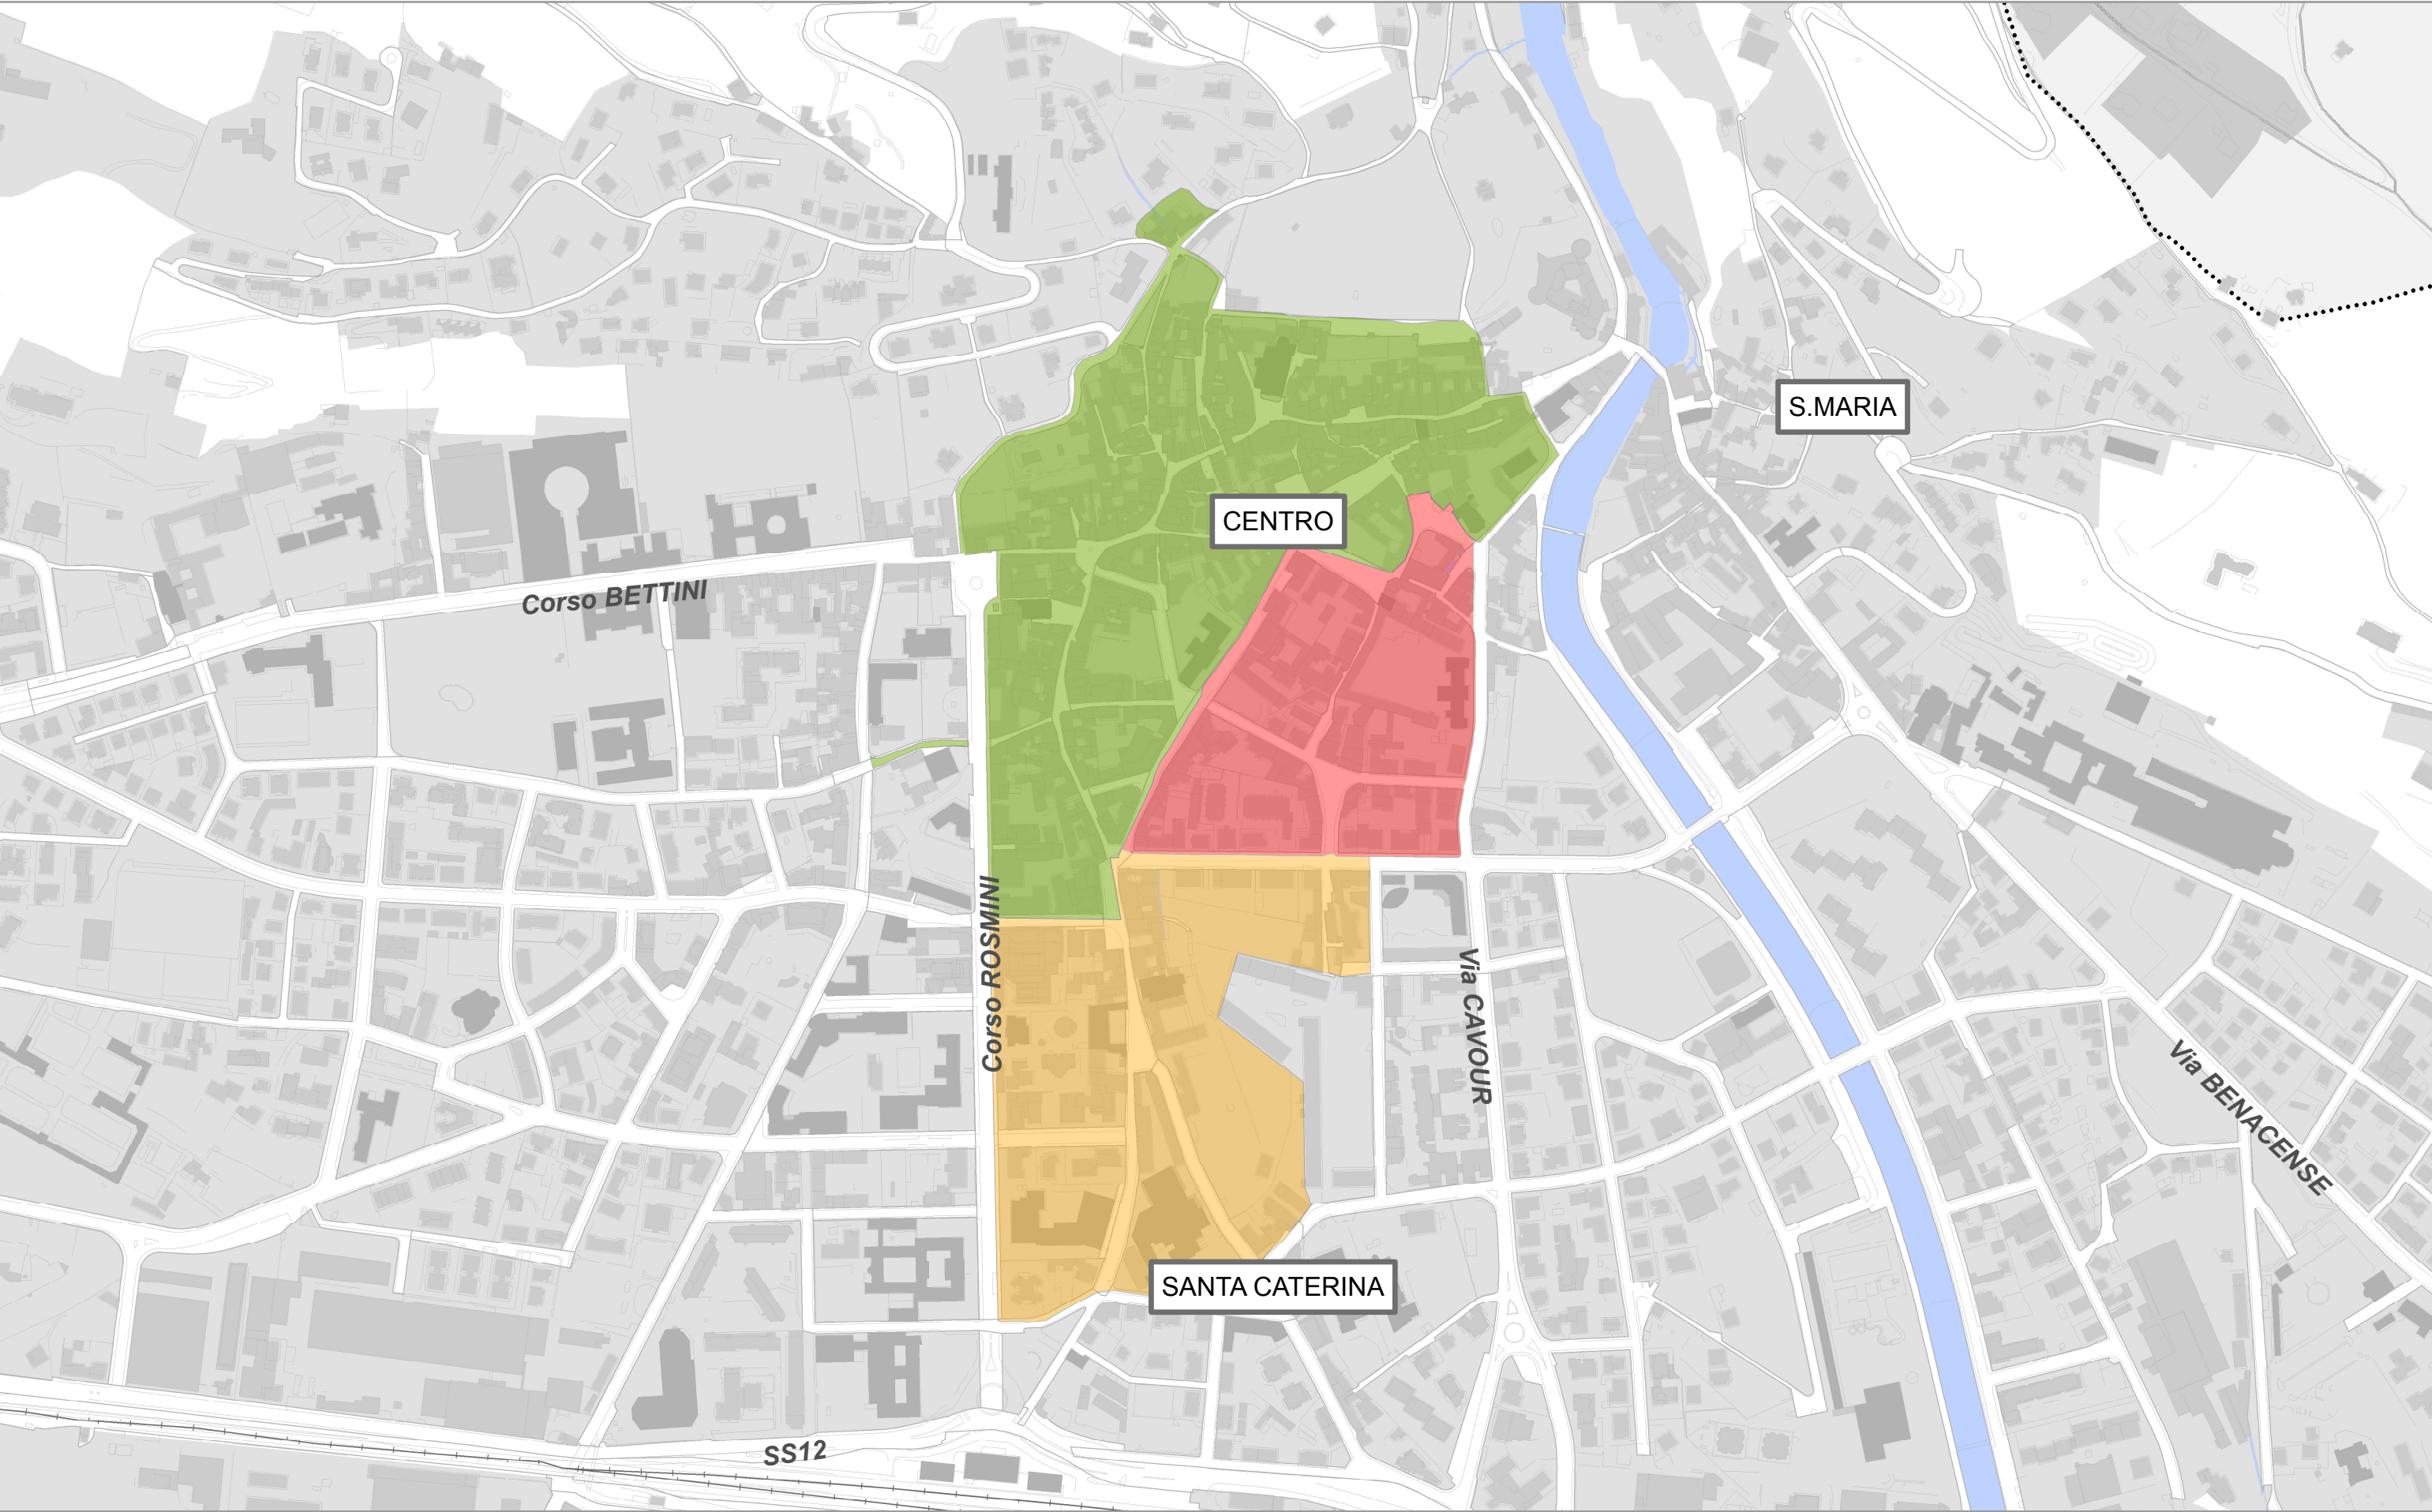 S.MARIA
CENTRO
Corso BETTINI
Corso ROSMINI
Via CAVOUR
Via BENACENSE
SANTA CATERINA
SS12